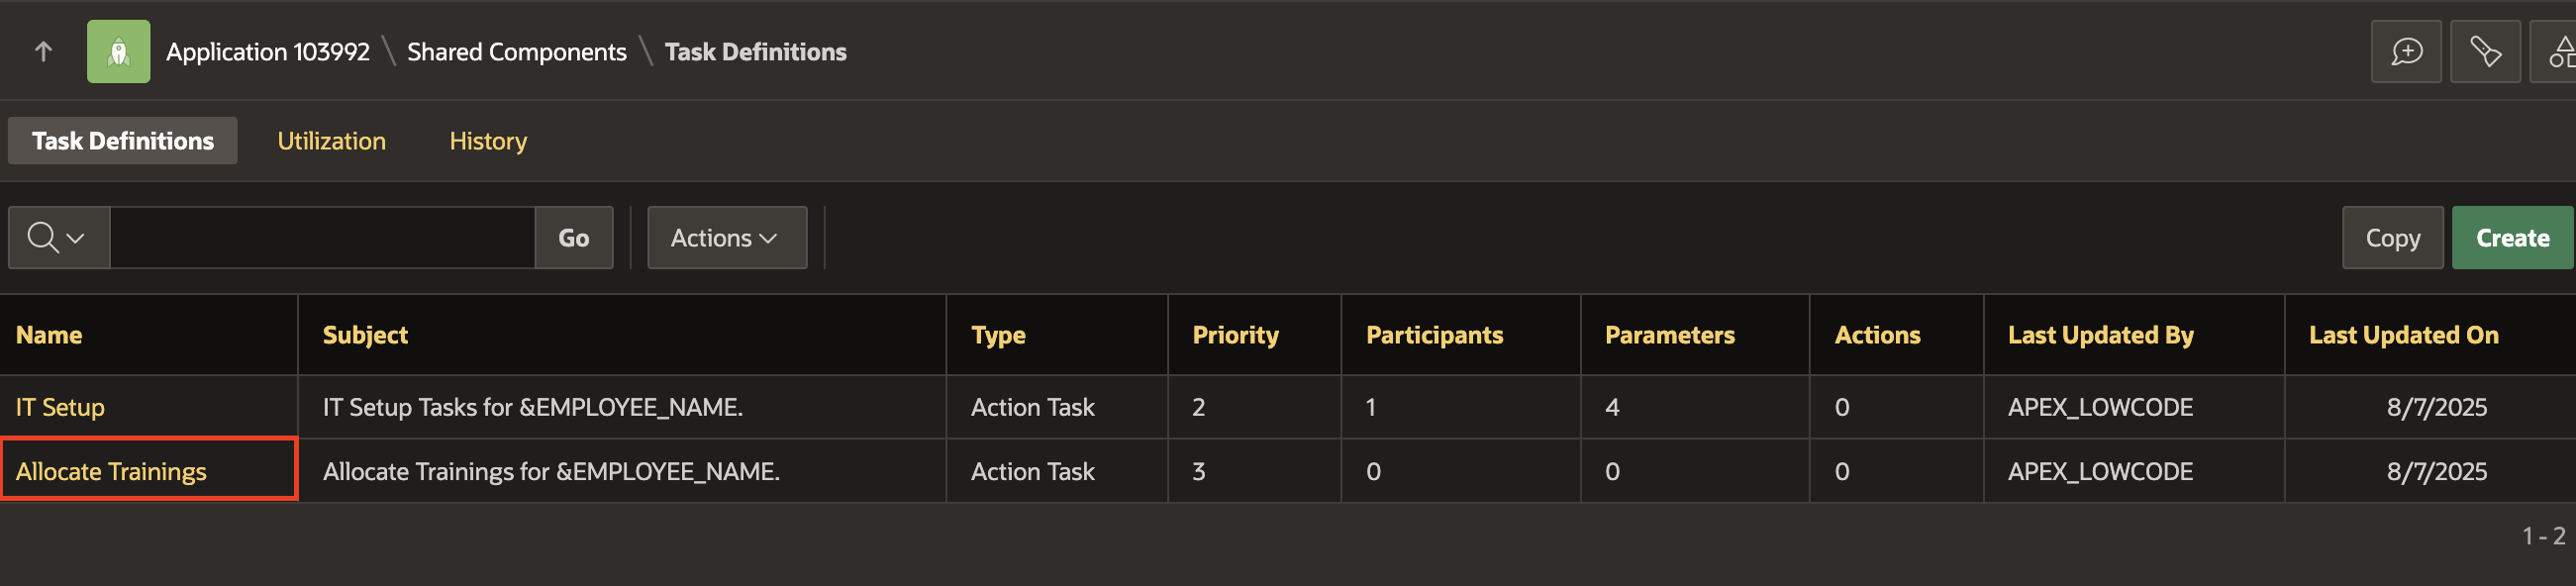 Application 103992 \ Shared Components \ Task Definitions
Task Definitions Utilization History
Go Actions Copy Create
Name Subject Type Priority Participants Parameters Actions Last Updated By Last Updated On
IT Setup IT Setup Tasks for &EMPLOYEE_NAME. Action Task 2 1 4 0 APEX_LOWCODE 8/7/2025
Allocate Trainings Allocate Trainings for &EMPLOYEE_NAME. Action Task 3 0 0 0 APEX_LOWCODE 8/7/2025
1 - 2